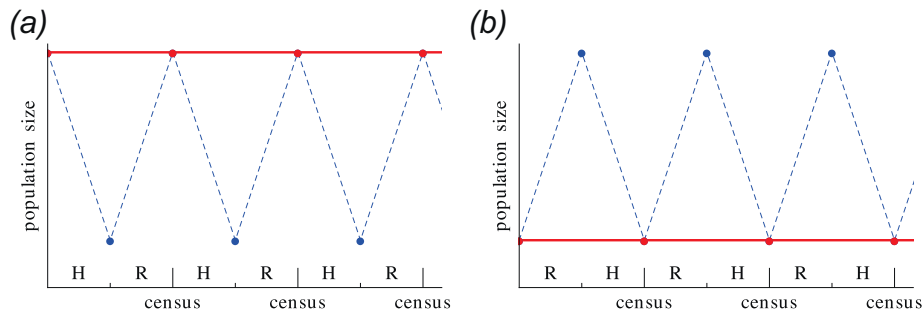 (a)
population size
H R H R H R
census census census
(b)
population size
R H R H R H
census census census